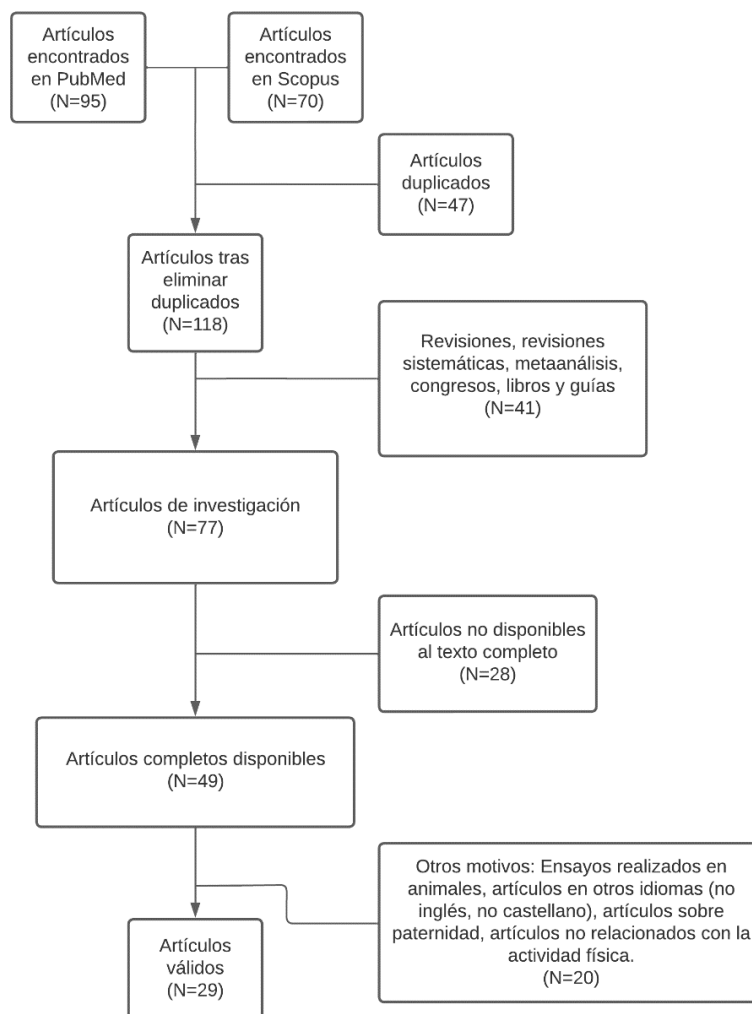 Artículos
encontrados
en PubMed
(N=95)
Artículos
encontrados
en Scopus
(N=70)
Artículos
duplicados
(N=47)
Artículos tras
eliminar
duplicados
(N=118)
Revisiones, revisiones
sistemáticas, metaanálisis,
congresos, libros y guías
(N=41)
Artículos de investigación
(N=77)
Artículos no disponibles
al texto completo
(N=28)
Artículos completos disponibles
(N=49)
Otros motivos: Ensayos realizados en
animales, artículos en otros idiomas (no
inglés, no castellano), artículos sobre
paternidad, artículos no relacionados con la
actividad física.
(N=20)
Artículos
válidos
(N=29)